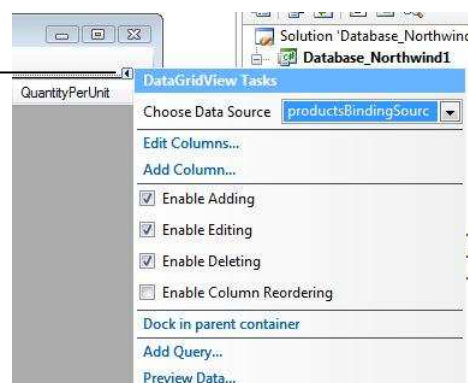 Solution 'Database_Northwind
Database_Northwind1
QuantityPerUnit
DataGridView Tasks
Choose Data Source productsBindingSourc
Edit Columns...
Add Column...
Enable Adding
Enable Editing
Enable Deleting
Enable Column Reordering
Dock in parent container
Add Query...
Preview Data...